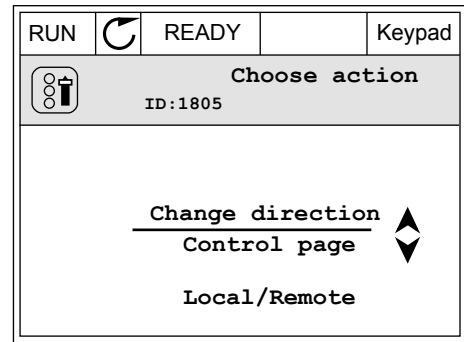 RUN READY Keypad
Choose action
ID:1805
Change direction
Control page
Local/Remote